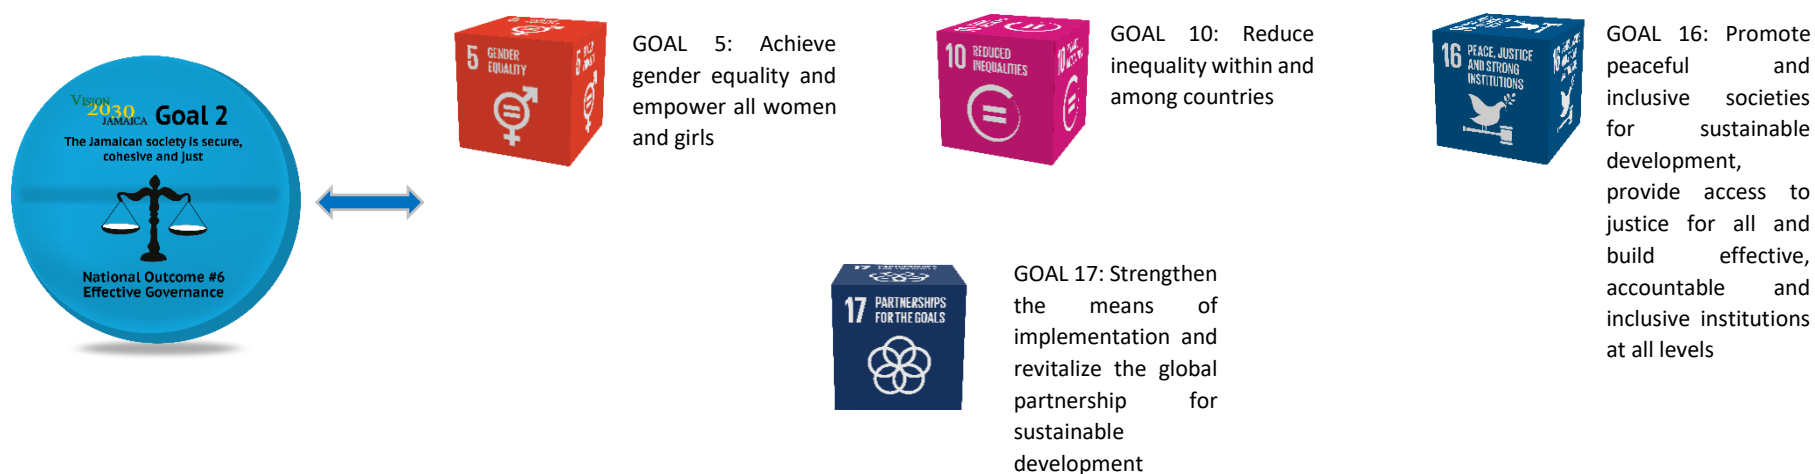 VISION
2030
JAMAICA Goal 2
The Jamaican society is secure,
cohesive and just
National Outcome #6
Effective Governance
5 GENDER
EQUALITY
GOAL 5: Achieve
gender equality and
empower all women
and girls
10 REDUCED
INEQUALITIES
GOAL 10: Reduce
inequality within and
among countries
16 PEACE, JUSTICE
AND STRONG
INSTITUTIONS
GOAL 16: Promote
peaceful and
inclusive societies
for sustainable
development,
provide access to
justice for all and
build effective,
accountable and
inclusive institutions
at all levels
17 PARTNERSHIPS
FOR THE GOALS
GOAL 17: Strengthen
the means of
implementation and
revitalize the global
partnership for
sustainable
development